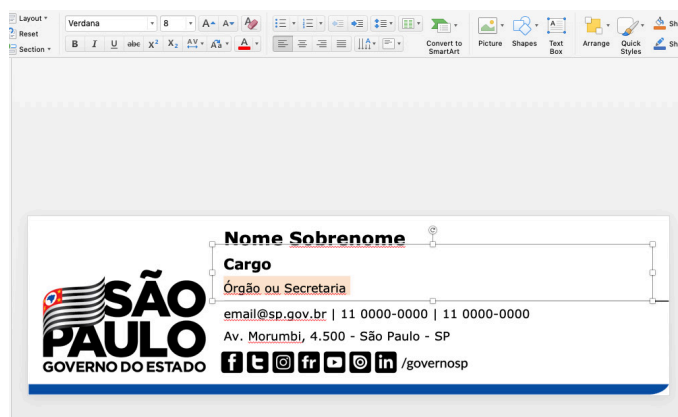 Layout
Reset
Section
Verdana
8
A A
Convert to SmartArt
Picture
Shapes
Text Box
Arrange
Quick Styles
Sh
B I U abc X² X₂ AV Aa A
Sh
Nome Sobrenome
Cargo
Órgão ou Secretaria
email@sp.gov.br | 11 0000-0000 | 11 0000-0000
Av. Morumbi, 4.500 - São Paulo - SP
/governosp
SÃO
PAULO
GOVERNO DO ESTADO